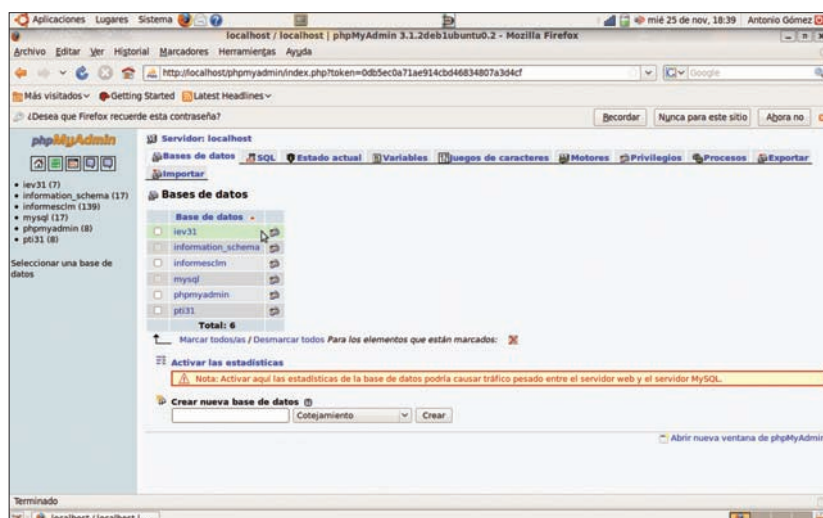 Aplicaciones Lugares Sistema mié 25 de nov, 18:39 Antonio Gómez
localhost / localhost | phpMyAdmin 3.1.2deb1ubuntu0.2 - Mozilla Firefox
Archivo Editar Ver Historial Marcadores Herramientas Ayuda
http://localhost/phpmyadmin/index.php?token=0db5ec0a71ae914cbd46834807a3d4cf Google
Más visitados Getting Started Latest Headlines
¿Desea que Firefox recuerde esta contraseña? Recordar Nunca para este sitio Ahora no
phpMyAdmin
iev31 (7)
information_schema (17)
informesclm (139)
mysql (17)
phpmyadmin (8)
pti31 (8)
Seleccionar una base de
datos
Servidor: localhost
Bases de datos SQL Estado actual Variables Juegos de caracteres Motores Privilegios Procesos Exportar
Importar
Bases de datos
Base de datos
iev31
information_schema
informesclm
mysql
phpmyadmin
pti31
Total: 6
Marcar todos/as / Desmarcar todos Para los elementos que están marcados:
Activar las estadísticas
Nota: Activar aquí las estadísticas de la base de datos podría causar tráfico pesado entre el servidor web y el servidor MySQL.
Crear nueva base de datos
Cotejamiento Crear
Abrir nueva ventana de phpMyAdmin
Terminado
localhost / localhost |